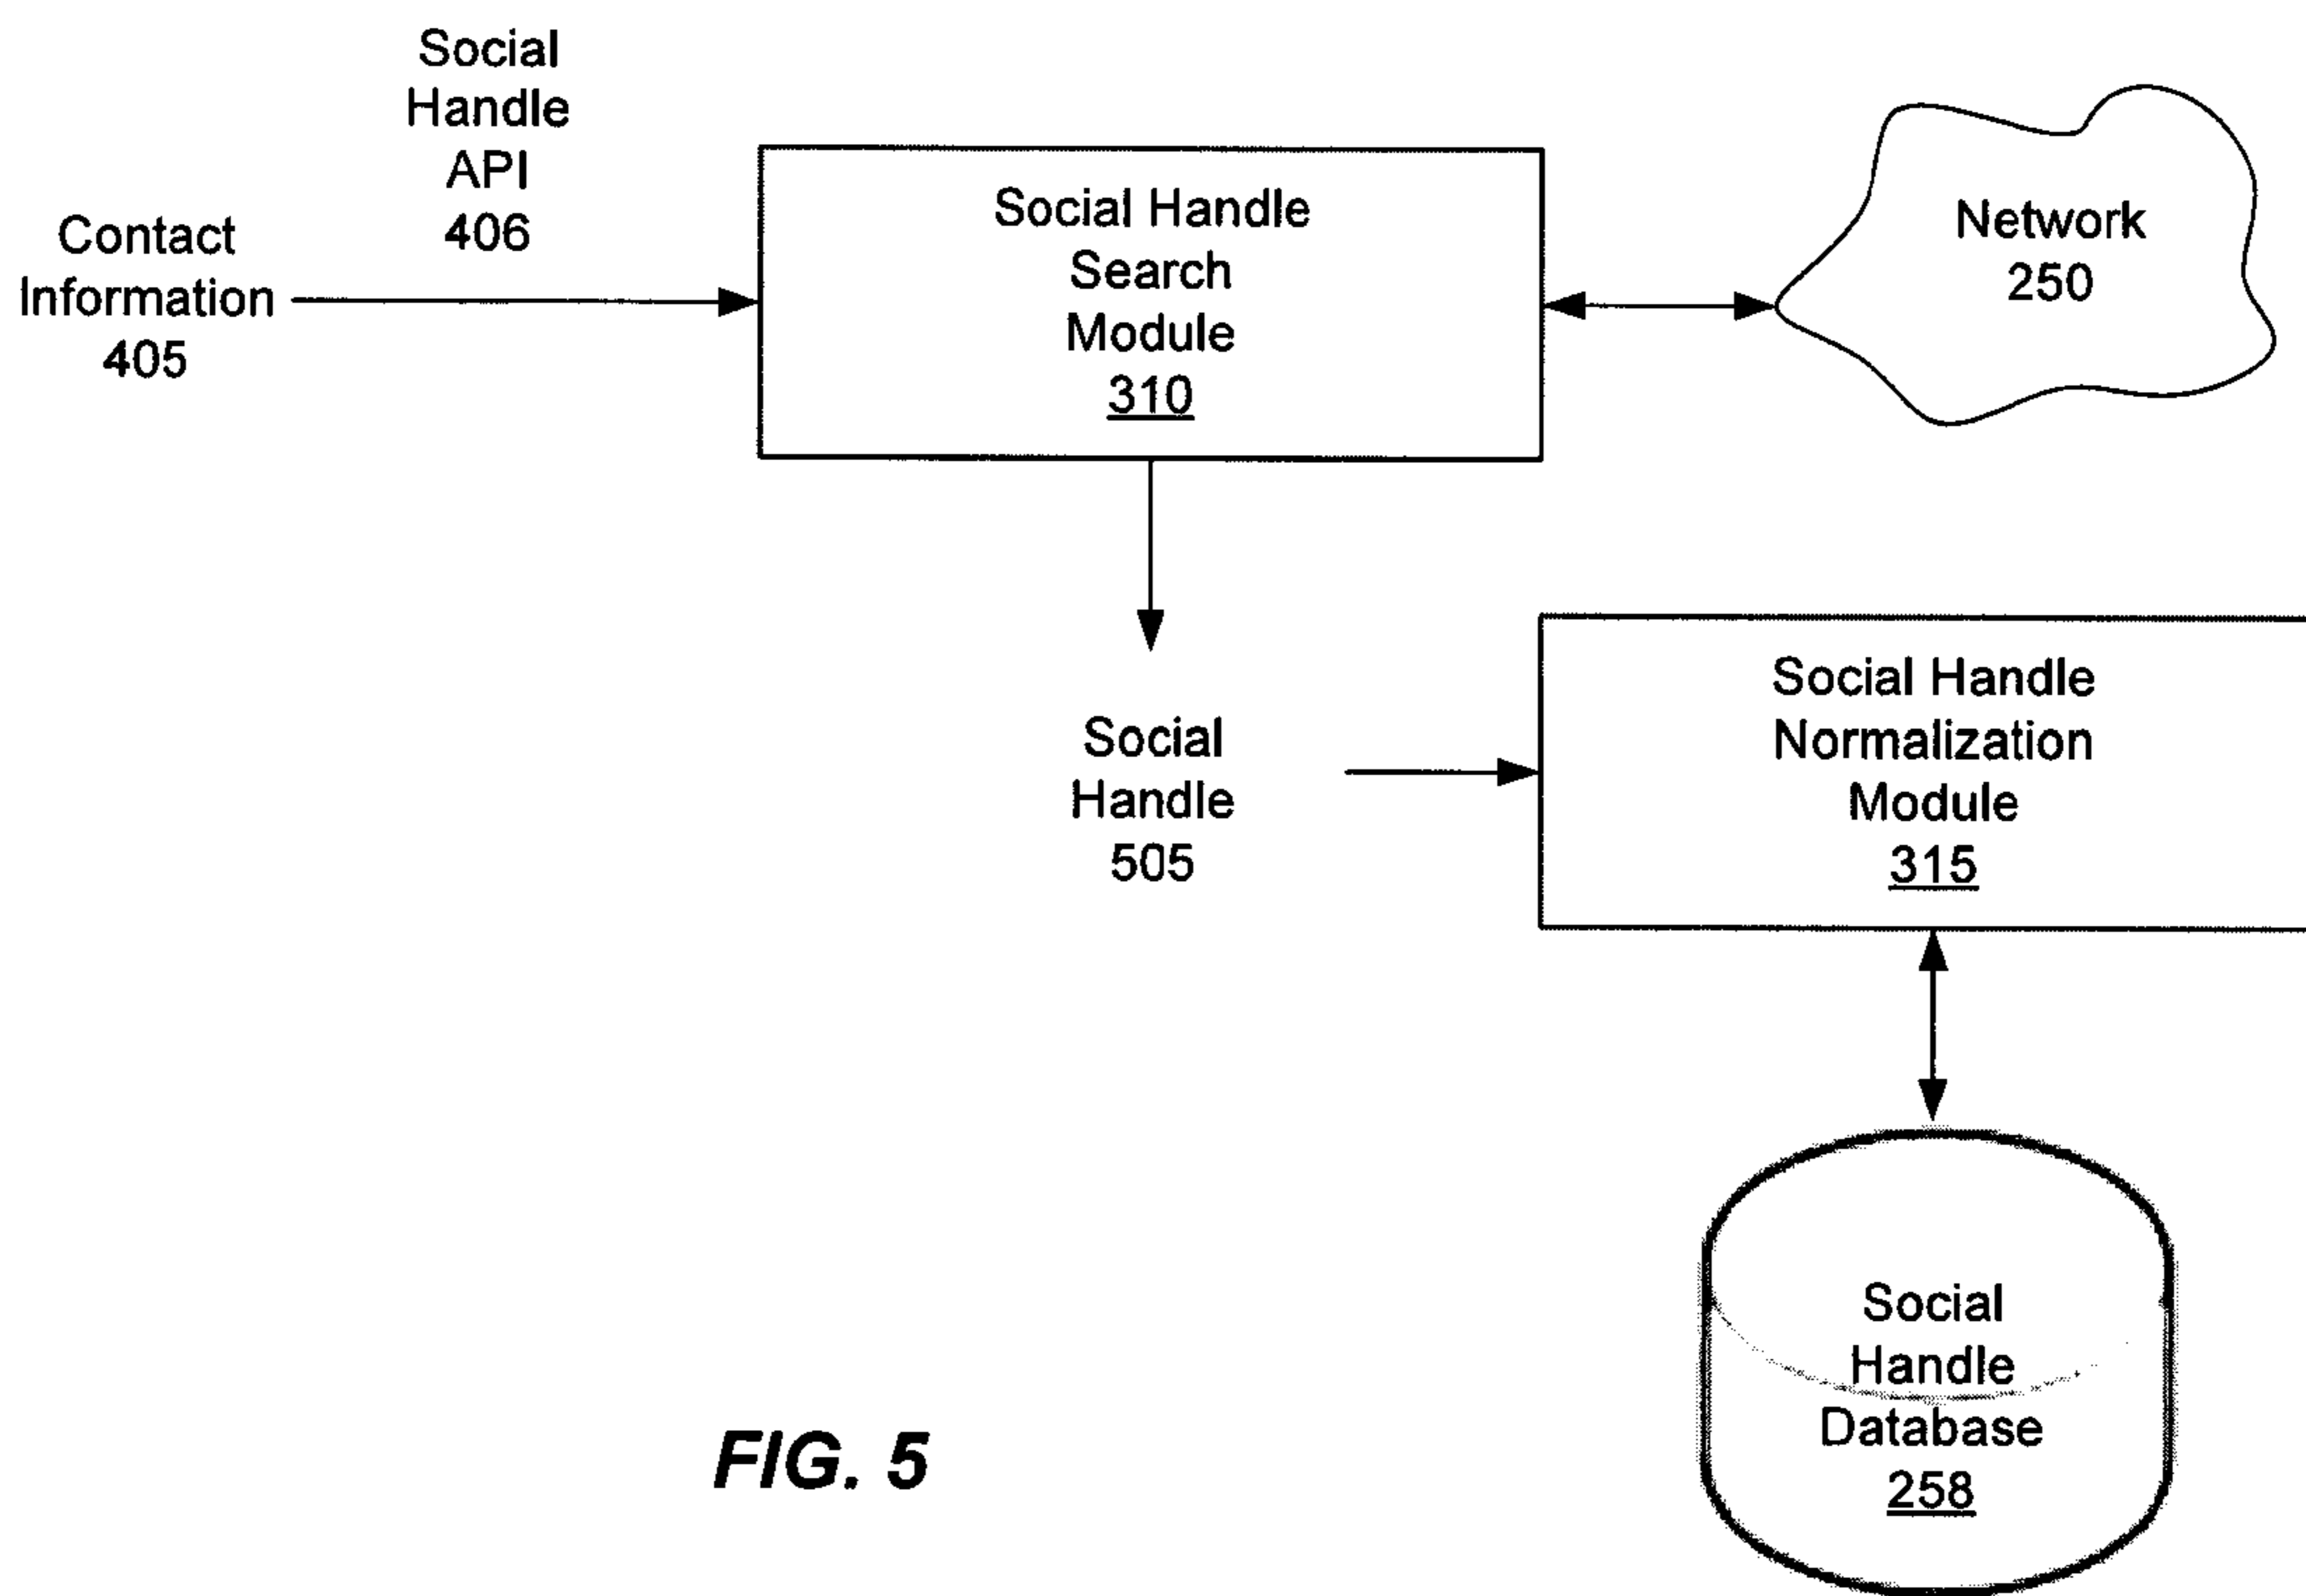 Social
Handle
API
406
Contact
Information
405
Social Handle
Search
Module
310
Network
250
Social
Handle
505
Social Handle
Normalization
Module
315
Social
Handle
Database
258
FIG. 5